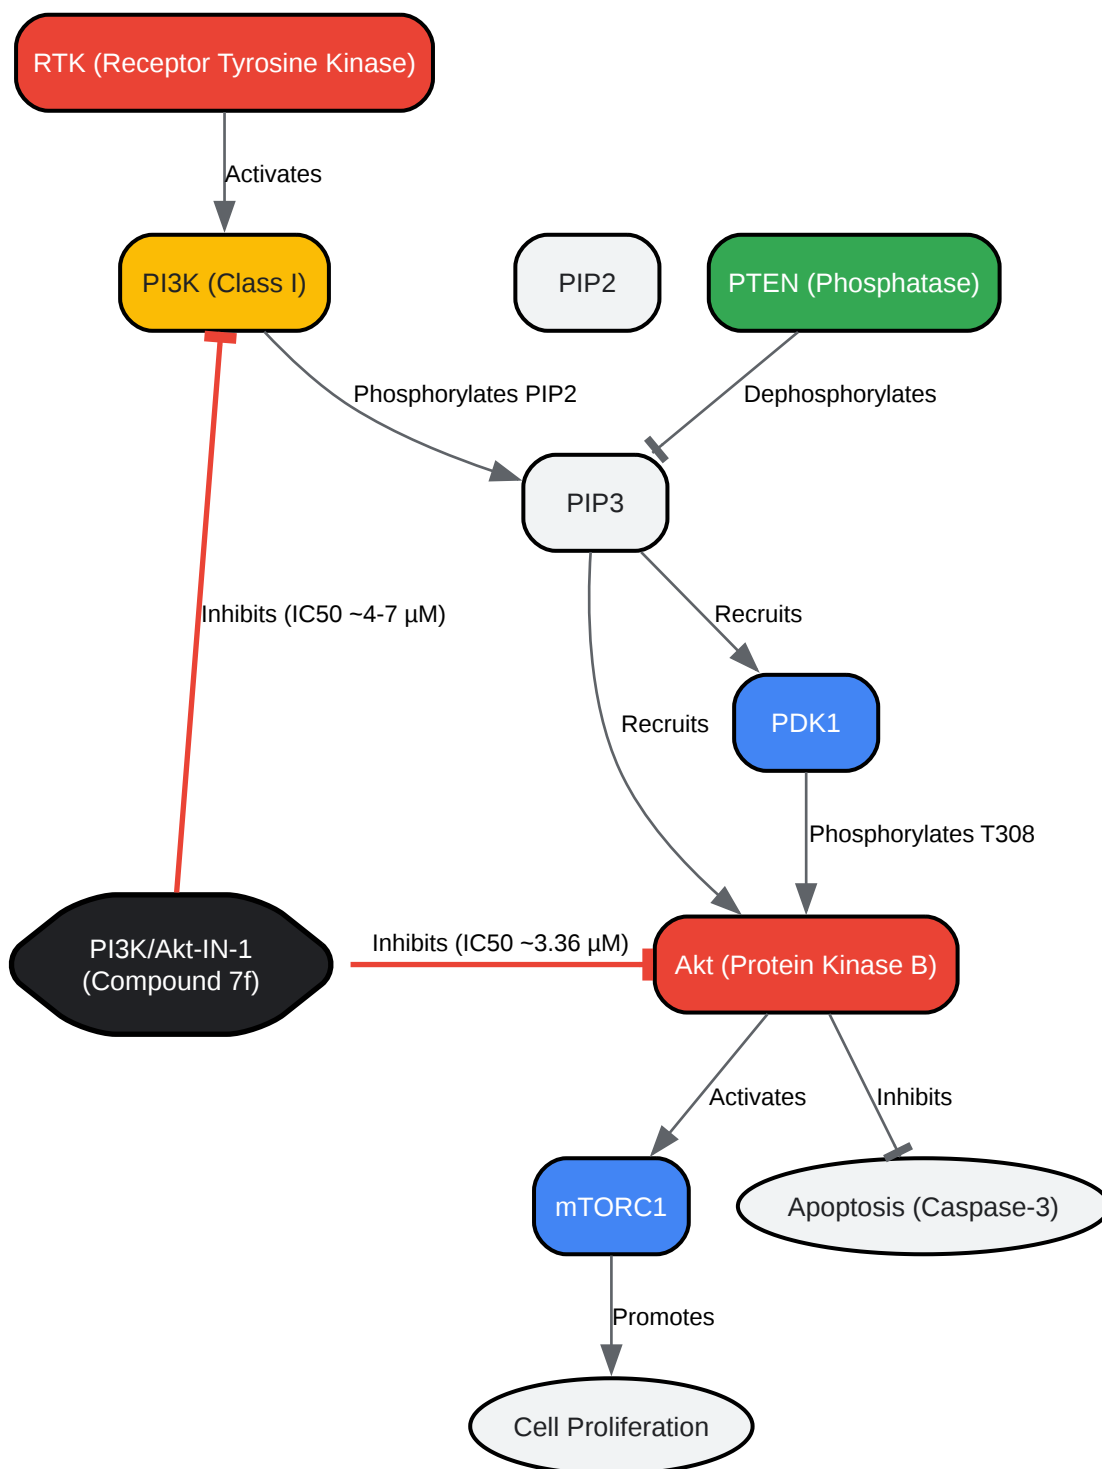 RTK (Receptor Tyrosine Kinase)
Activates
PI3K (Class I)
PIP2
PTEN (Phosphatase)
Phosphorylates PIP2
Dephosphorylates
PIP3
Inhibits (IC50 ~4-7 µM)
Recruits
Recruits
PDK1
Phosphorylates T308
PI3K/Akt-IN-1
(Compound 7f)
Inhibits (IC50 ~3.36 µM)
Akt (Protein Kinase B)
Activates
Inhibits
mTORC1
Apoptosis (Caspase-3)
Promotes
Cell Proliferation